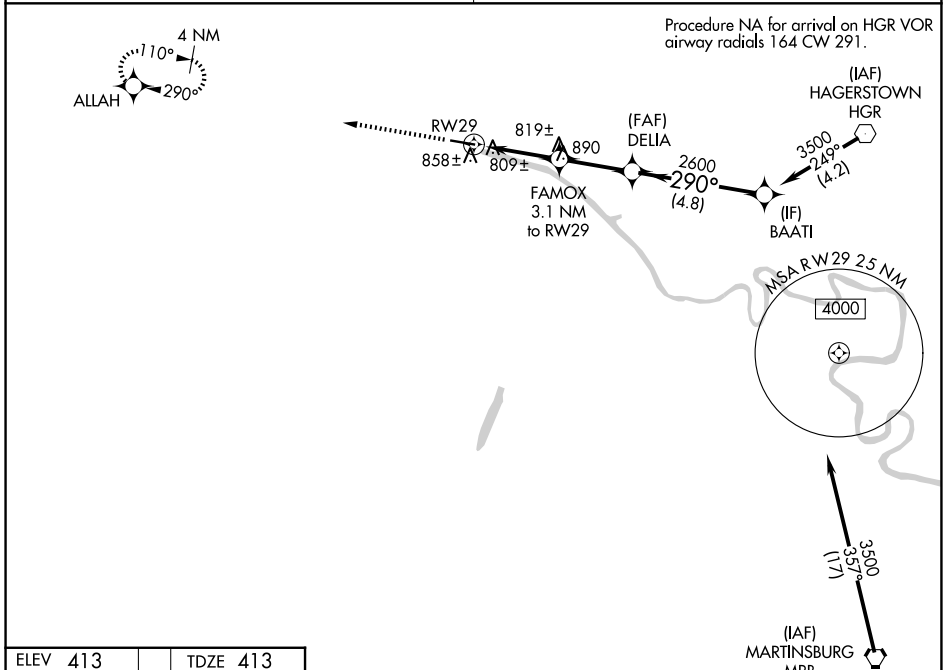 Procedure NA for arrival on HGR VOR
airway radials 164 CW 291.
4 NM
110°
290°
ALLAH
(IAF)
HAGERSTOWN
HGR
3500
249°
(4.2)
RW29
819±
890
858±
809±
(FAF)
DELIA
2600
290°
(4.8)
FAMOX
3.1 NM
to RW29
(IF)
BAATI
MSA RW29 25 NM
4000
3500
357°
(17)
(IAF)
MARTINSBURG
MRB
ELEV 413
TDZE 413